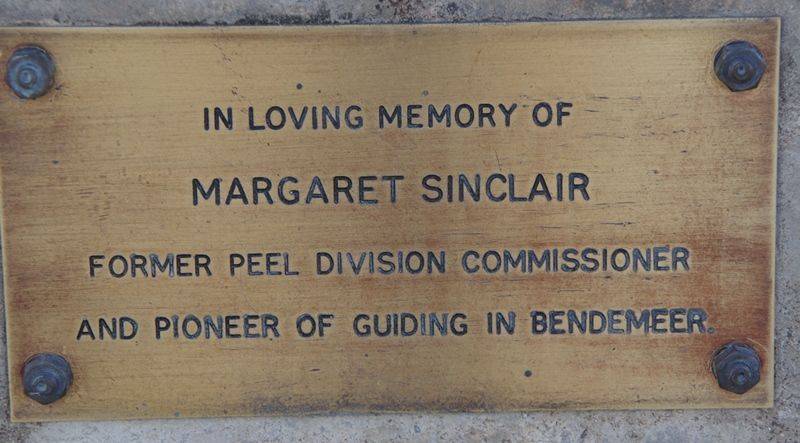 IN LOVING MEMORY OF
MARGARET SINCLAIR
FORMER PEEL DIVISION COMMISSIONER
AND PIONEER OF GUIDING IN BENDEMEER.